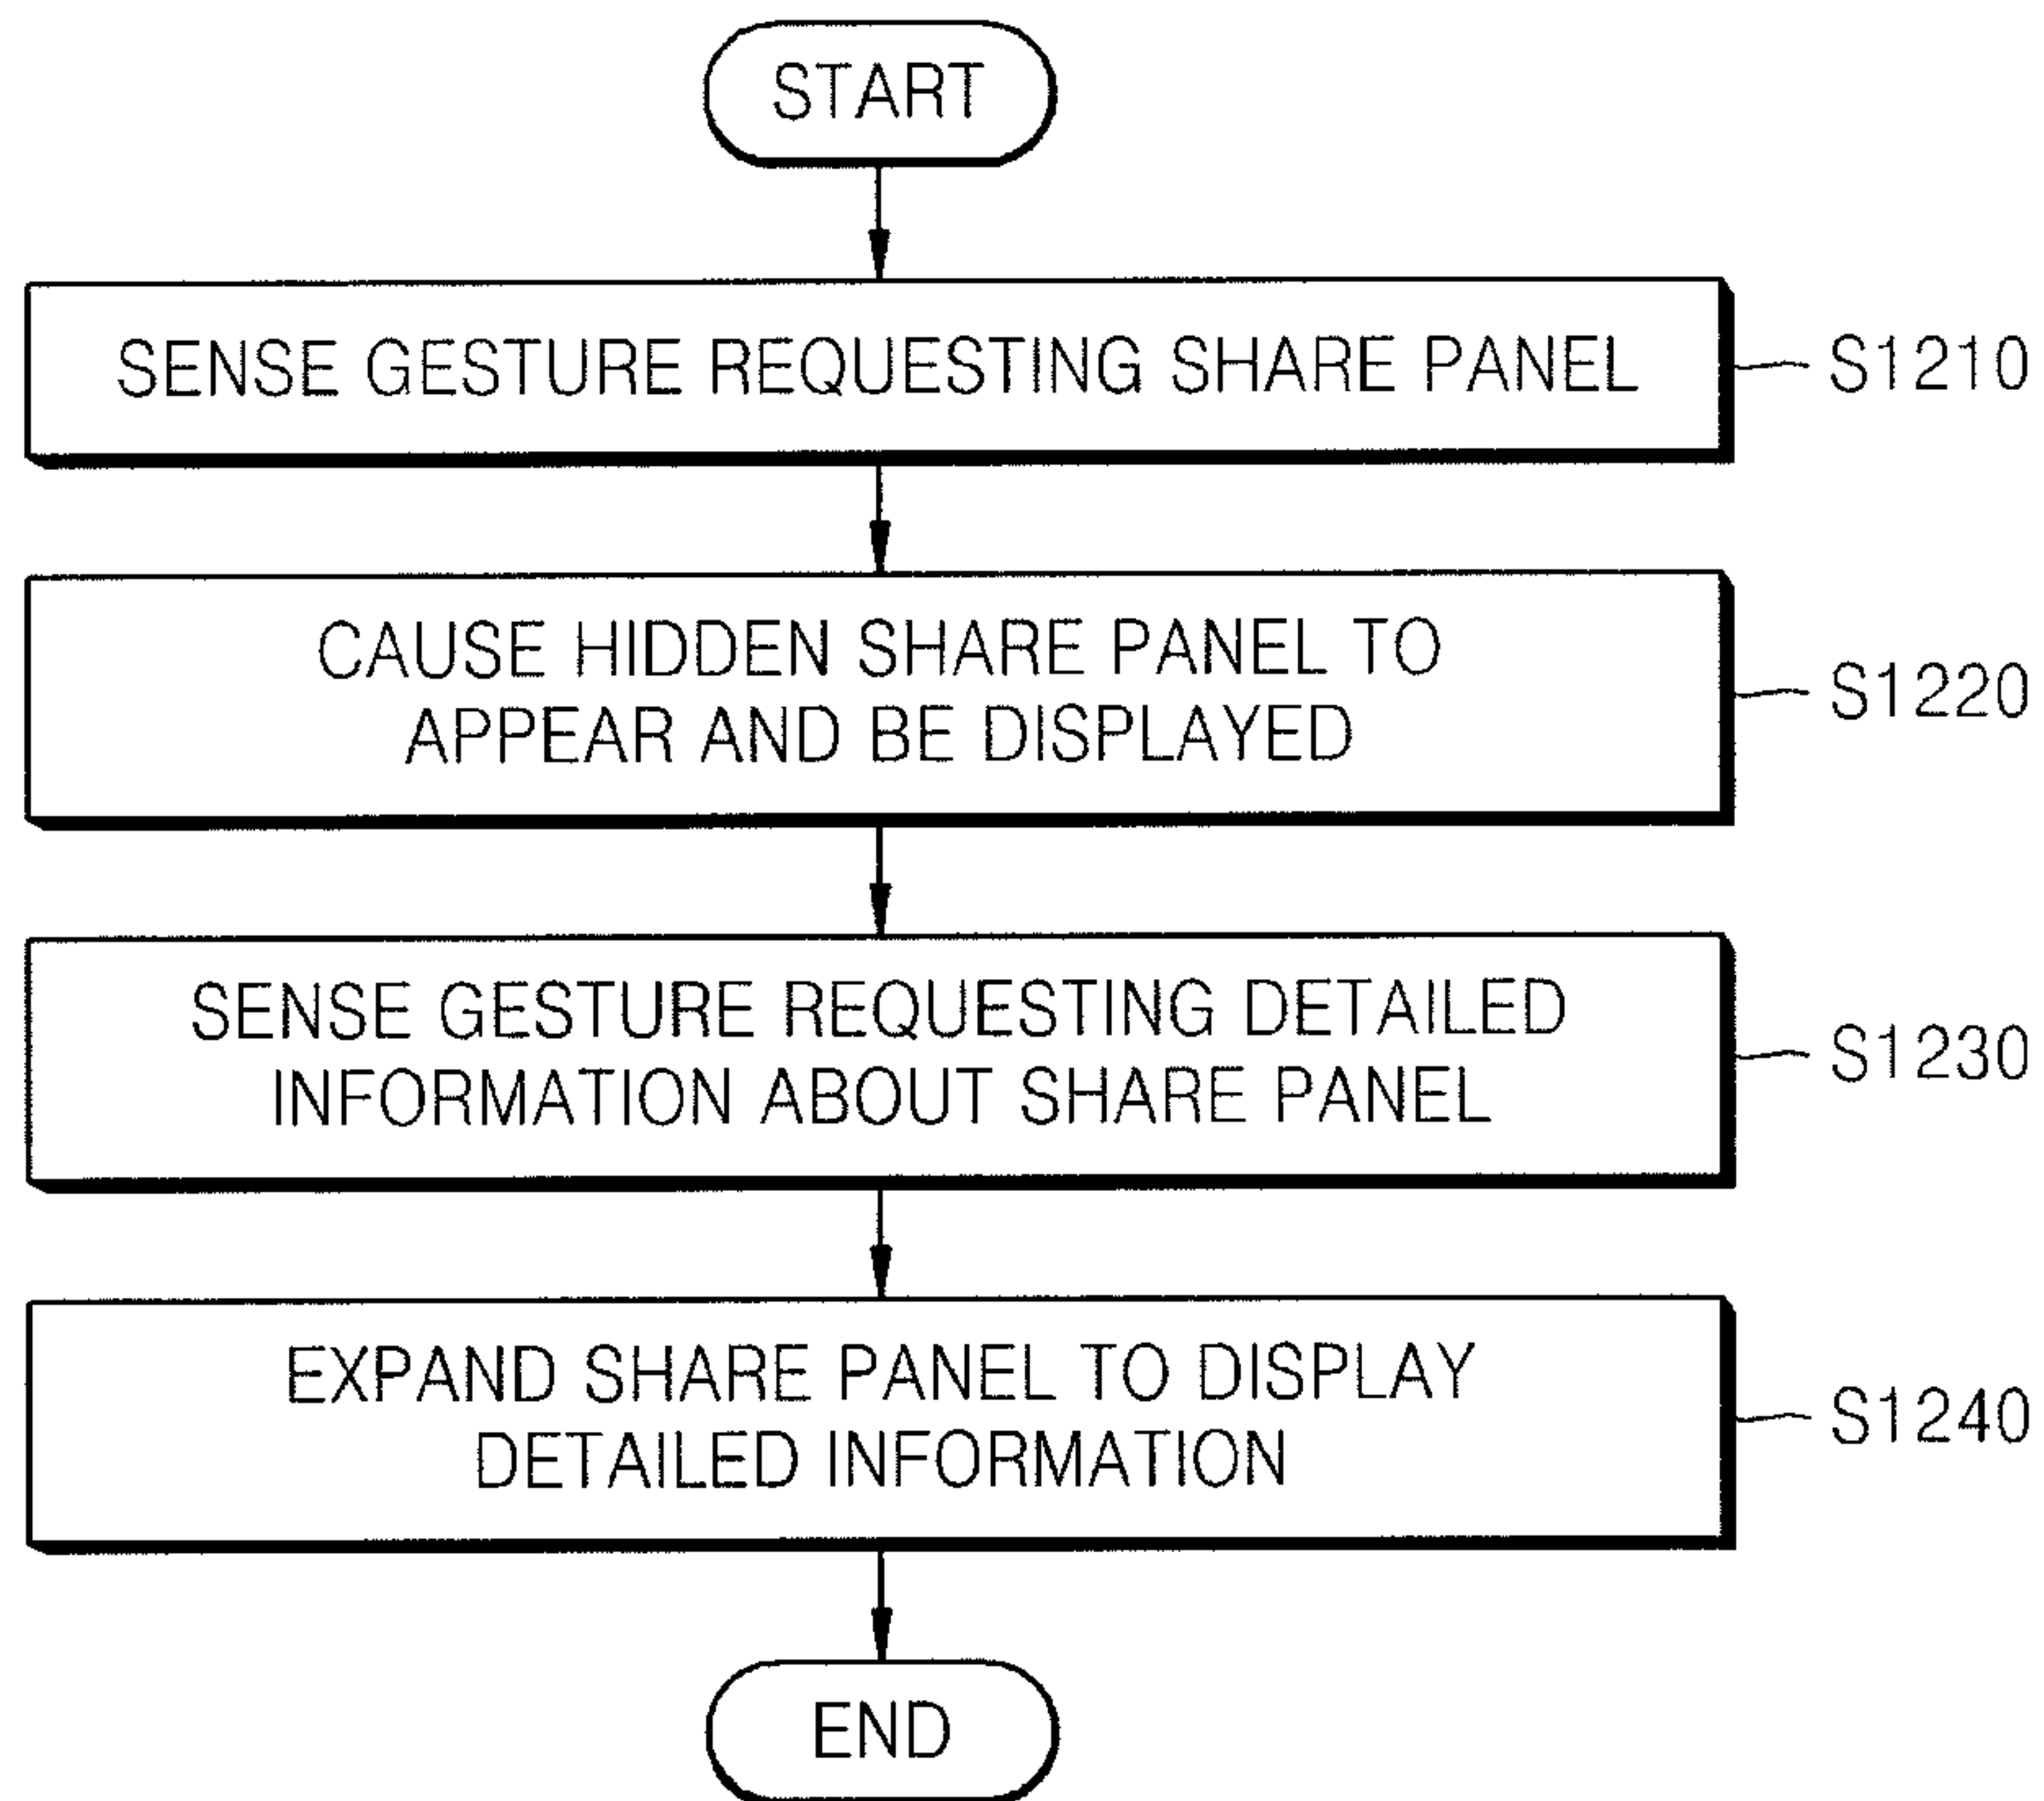 START
SENSE GESTURE REQUESTING SHARE PANEL
S1210
CAUSE HIDDEN SHARE PANEL TO
APPEAR AND BE DISPLAYED
S1220
SENSE GESTURE REQUESTING DETAILED
INFORMATION ABOUT SHARE PANEL
S1230
EXPAND SHARE PANEL TO DISPLAY
DETAILED INFORMATION
S1240
END